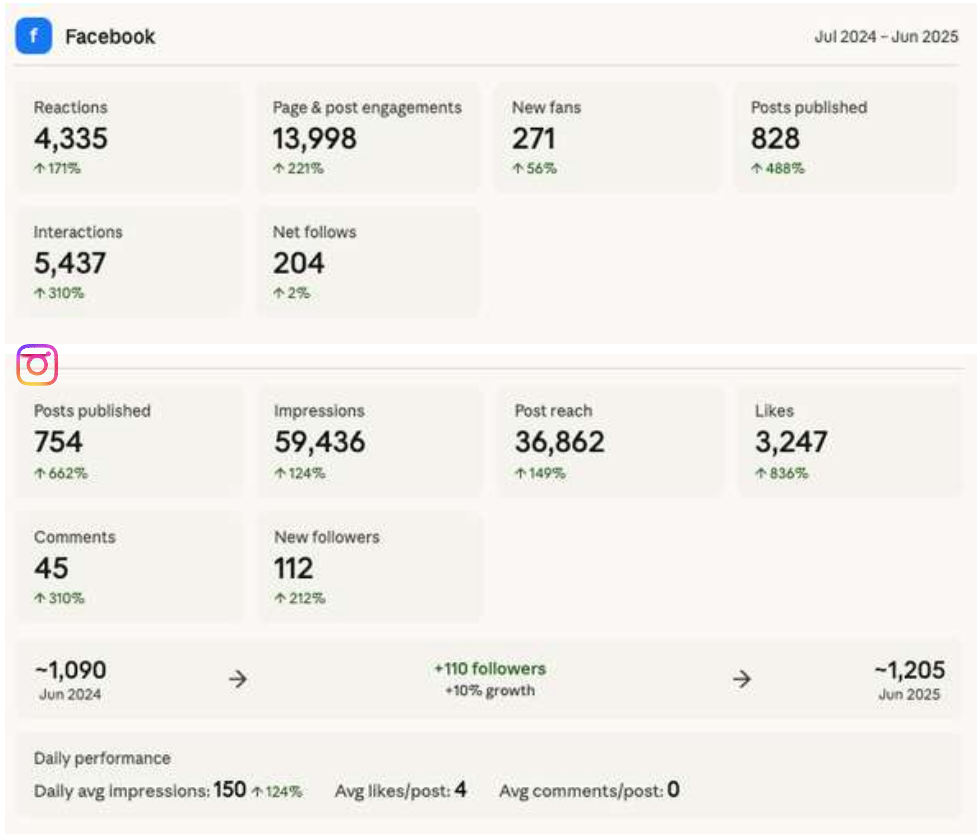 f Facebook Jul 2024 – Jun 2025
Reactions Page & post engagements New fans Posts published
4,335 13,998 271 828
↑ 171% ↑ 221% ↑ 56% ↑ 488%
Interactions Net follows
5,437 204
↑ 310% ↑ 2%
Posts published Impressions Post reach Likes
754 59,436 36,862 3,247
↑ 662% ↑ 124% ↑ 149% ↑ 836%
Comments New followers
45 112
↑ 310% ↑ 212%
~1,090 → +110 followers → ~1,205
Jun 2024 +10% growth Jun 2025
Daily performance
Daily avg impressions: 150 ↑ 124% Avg likes/post: 4 Avg comments/post: 0